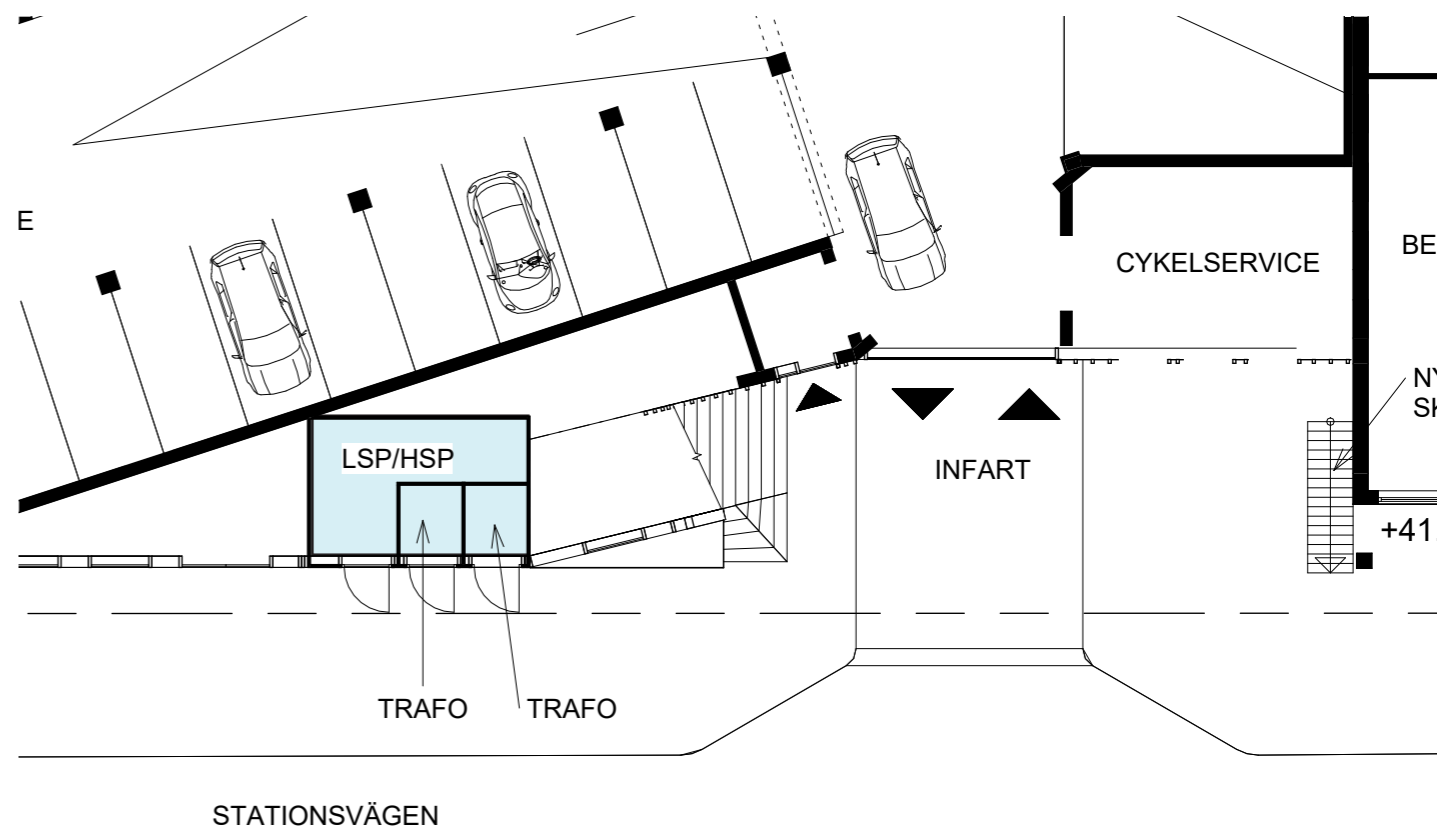 E
CYKELSERVICE
BE
NY
SK
LSP/HSP
INFART
+41.
TRAFO
TRAFO
STATIONSVÄGEN